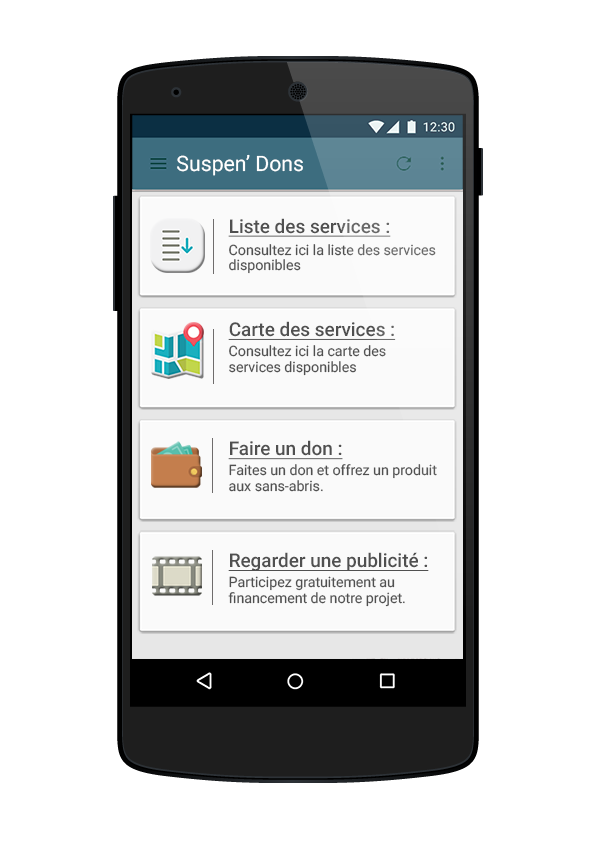 12:30
Suspen’ Dons
Liste des services :
Consultez ici la liste des services
disponibles
Carte des services :
Consultez ici la carte des
services disponibles
Faire un don :
Faites un don et offrez un produit
aux sans-abris.
Regarder une publicité :
Participez gratuitement au
financement de notre projet.